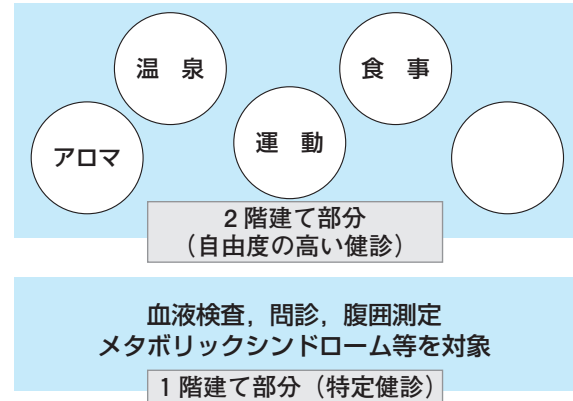 温 泉
食 事
アロマ
運 動
2階建て部分
（自由度の高い健診）
血液検査，問診，腹囲測定
メタボリックシンドローム等を対象
1階建て部分（特定健診）